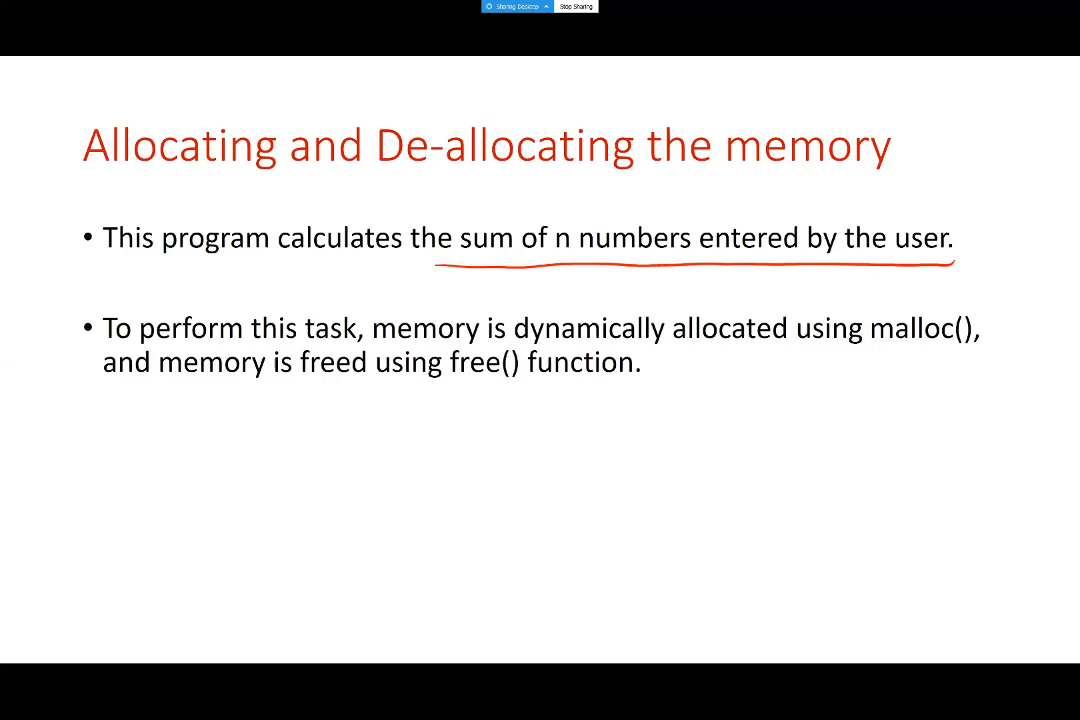 Sharing Desktop Stop Sharing
Allocating and De-allocating the memory
• This program calculates the sum of n numbers entered by the user.
• To perform this task, memory is dynamically allocated using malloc(),
and memory is freed using free() function.